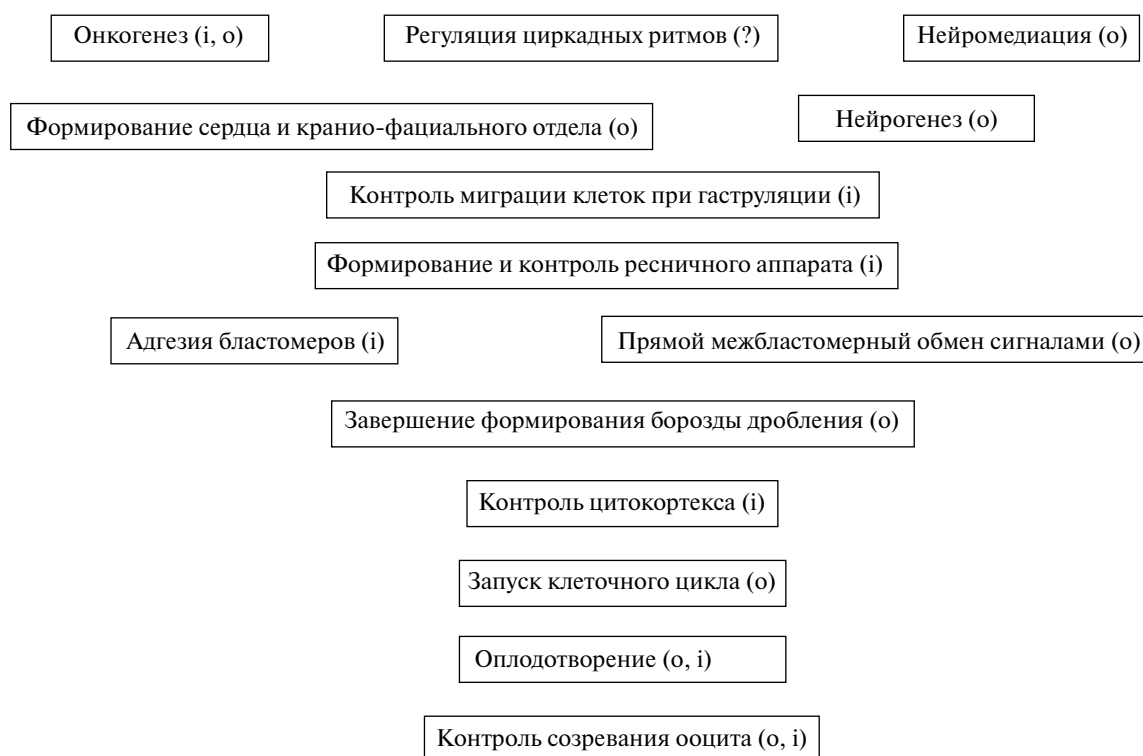 Онкогенез (i, o)
Регуляция циркадных ритмов (?)
Нейромедиация (o)
Формирование сердца и кранио-фациального отдела (o)
Нейрогенез (o)
Контроль миграции клеток при гаструляции (i)
Формирование и контроль ресничного аппарата (i)
Адгезия бластомеров (i)
Прямой межбластомерный обмен сигналами (o)
Завершение формирования борозды дробления (o)
Контроль цитокортекса (i)
Запуск клеточного цикла (o)
Оплодотворение (o, i)
Контроль созревания ооцита (o, i)